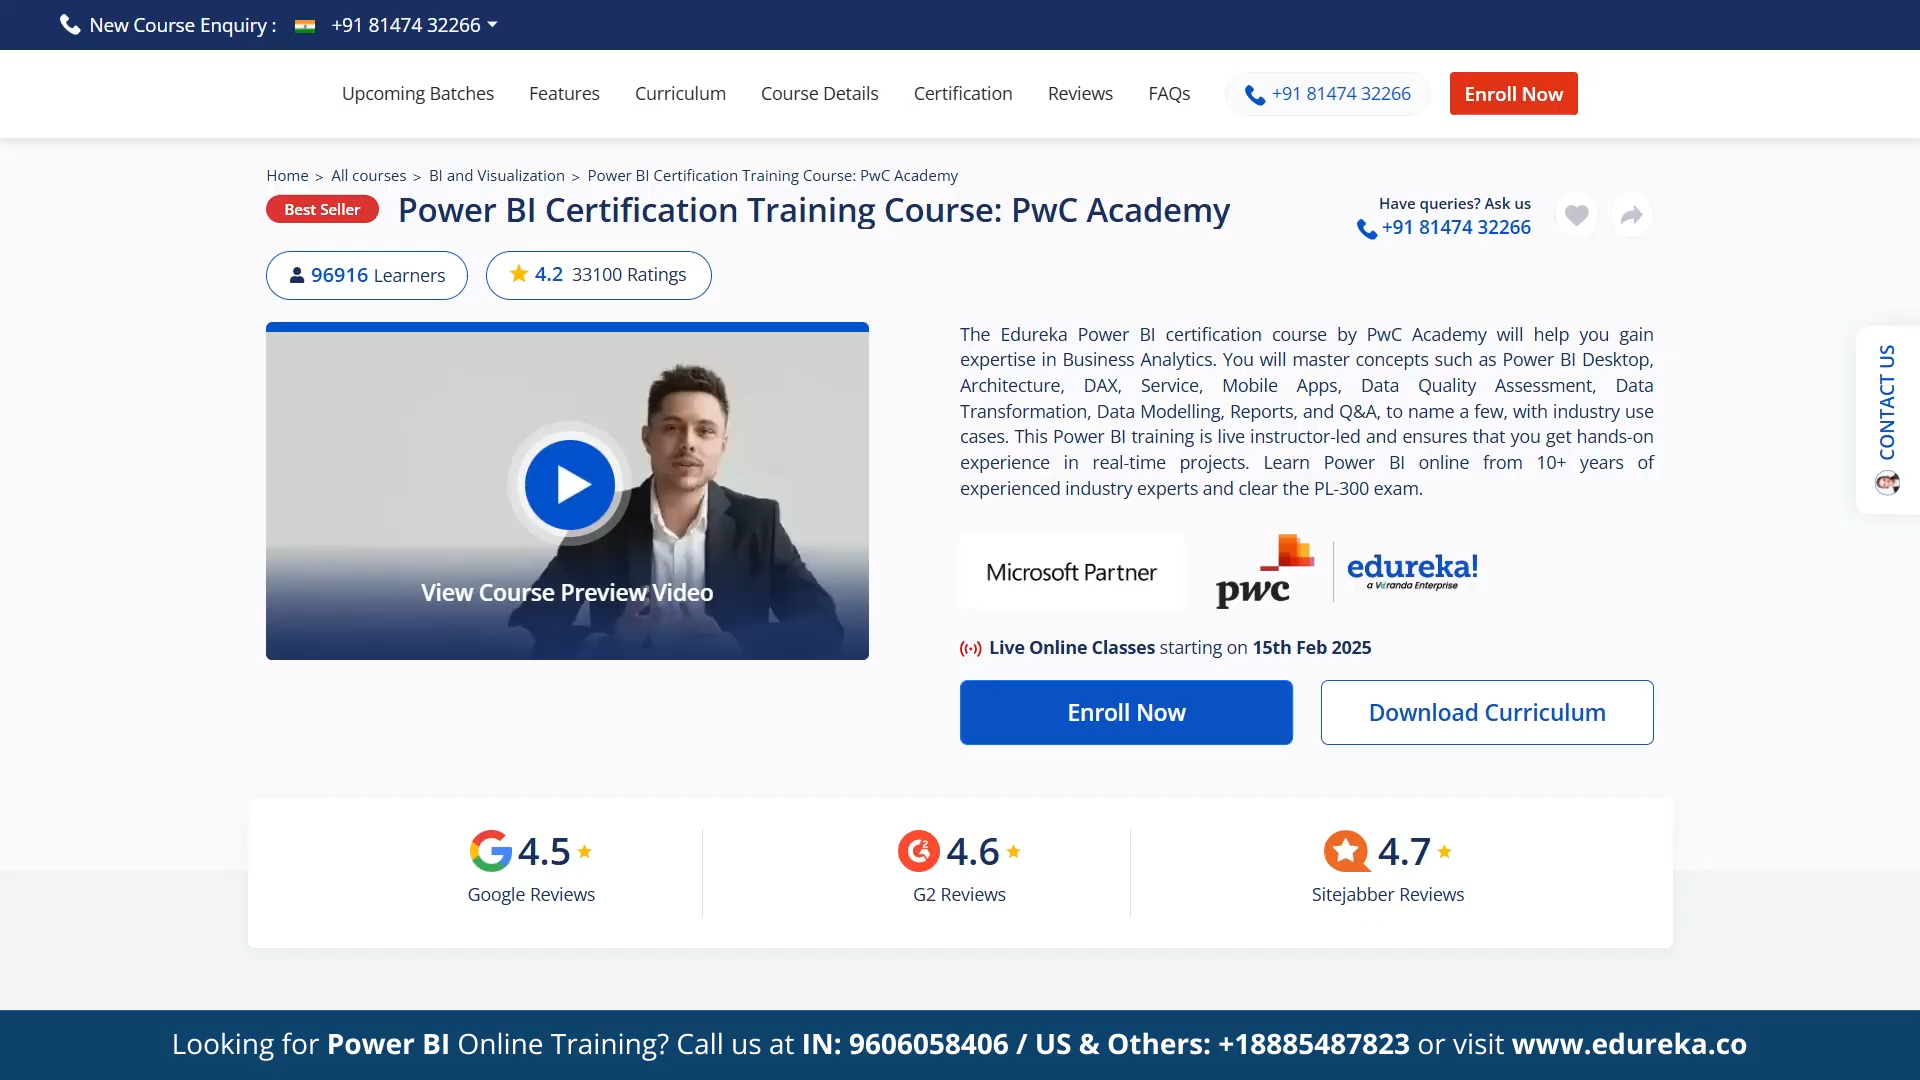 New Course Enquiry : +91 81474 32266
Upcoming Batches Features Curriculum Course Details Certification Reviews FAQs +91 81474 32266 Enroll Now
Home > All courses > BI and Visualization > Power BI Certification Training Course: PwC Academy
Best Seller Power BI Certification Training Course: PwC Academy
Have queries? Ask us
+91 81474 32266
96916 Learners 4.2 33100 Ratings
View Course Preview Video
The Edureka Power BI certification course by PwC Academy will help you gain
expertise in Business Analytics. You will master concepts such as Power BI Desktop,
Architecture, DAX, Service, Mobile Apps, Data Quality Assessment, Data
Transformation, Data Modelling, Reports, and Q&A, to name a few, with industry use
cases. This Power BI training is live instructor-led and ensures that you get hands-on
experience in real-time projects. Learn Power BI online from 10+ years of
experienced industry experts and clear the PL-300 exam.
Microsoft Partner
pwc
edureka!
a Veranda Enterprise
Live Online Classes starting on 15th Feb 2025
Enroll Now Download Curriculum
CONTACT US
4.5
Google Reviews
4.6
G2 Reviews
4.7
Sitejabber Reviews
Looking for Power BI Online Training? Call us at IN: 9606058406 / US & Others: +18885487823 or visit www.edureka.co